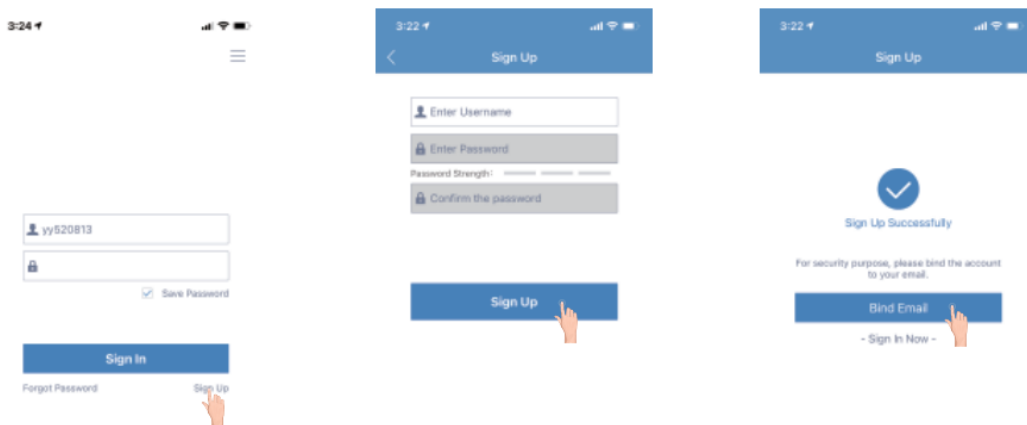 3:24
yy520813
Save Password
Sign In
Forgot Password
Sign Up
3:22
Sign Up
Enter Username
Enter Password
Password Strength:
Confirm the password
Sign Up
3:22
Sign Up
Sign Up Successfully
For security purpose, please bind the account
to your email.
Bind Email
- Sign In Now -